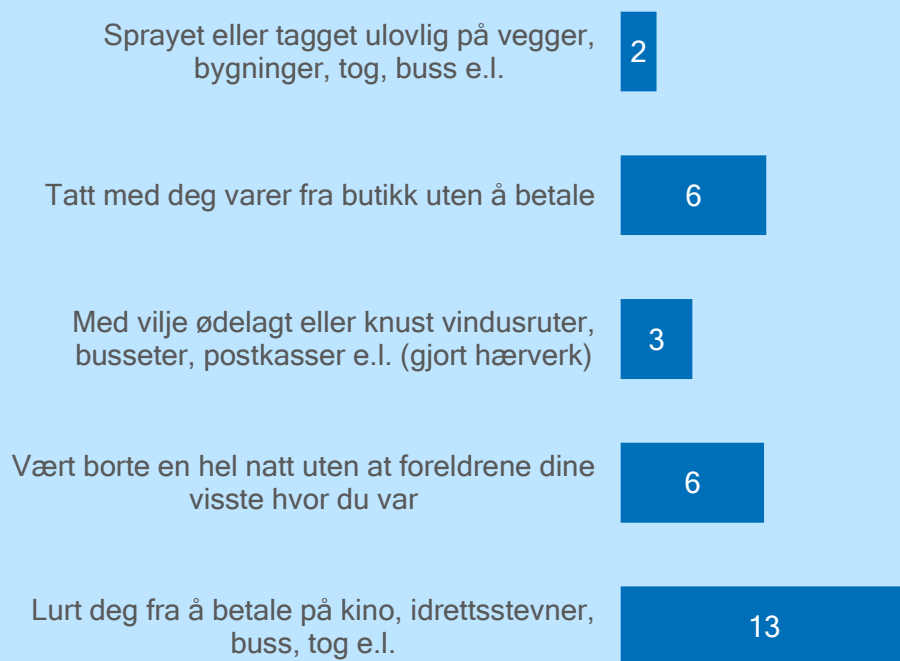 Sprayet eller tagget ulovlig på vegger,
bygninger, tog, buss e.l.
2
Tatt med deg varer fra butikk uten å betale
6
Med vilje ødelagt eller knust vindusruter,
busseter, postkasser e.l. (gjort hærverk)
3
Vært borte en hel natt uten at foreldrene dine
visste hvor du var
6
Lurt deg fra å betale på kino, idrettsstevner,
buss, tog e.l.
13